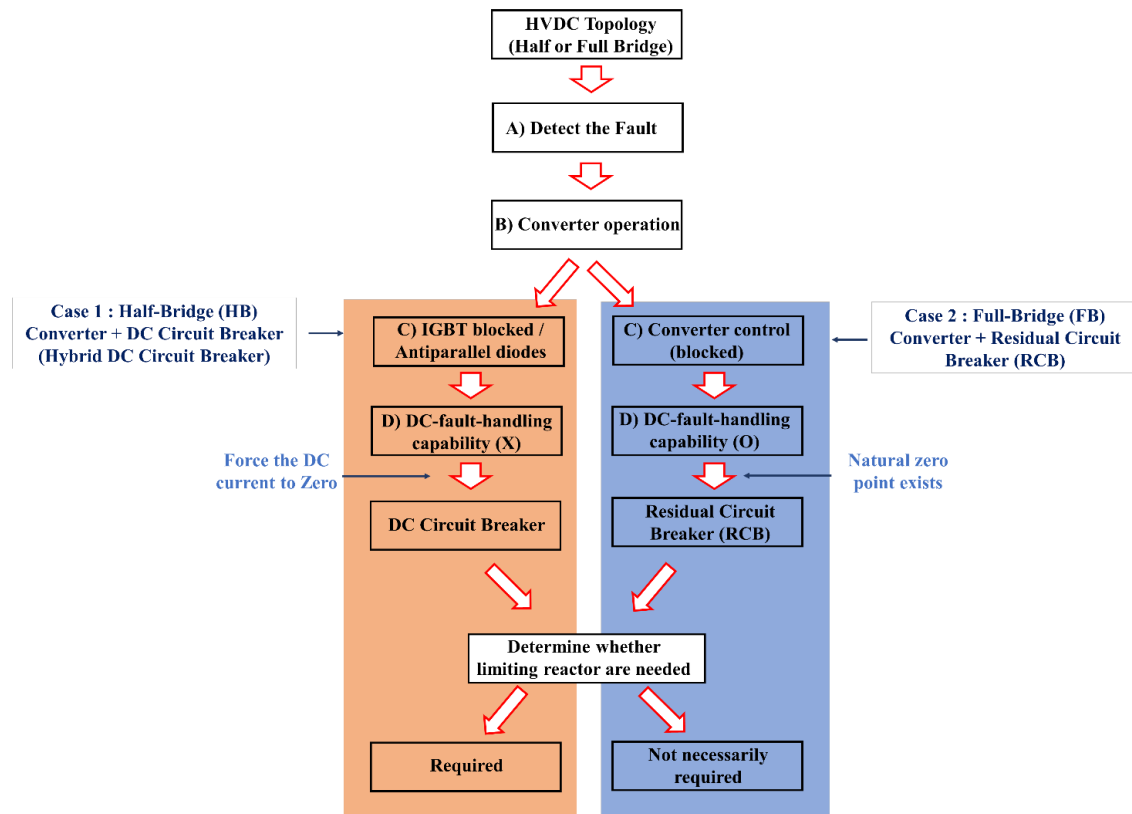 HVDC Topology
(Half or Full Bridge)
A) Detect the Fault
B) Converter operation
Case 1 : Half-Bridge (HB)
Converter + DC Circuit Breaker
(Hybrid DC Circuit Breaker)
C) IGBT blocked /
Antiparallel diodes
C) Converter control
(blocked)
Case 2 : Full-Bridge (FB)
Converter + Residual Circuit
Breaker (RCB)
D) DC-fault-handling
capability (X)
D) DC-fault-handling
capability (O)
Force the DC
current to Zero
Natural zero
point exists
DC Circuit Breaker
Residual Circuit
Breaker (RCB)
Determine whether
limiting reactor are needed
Required
Not necessarily
required